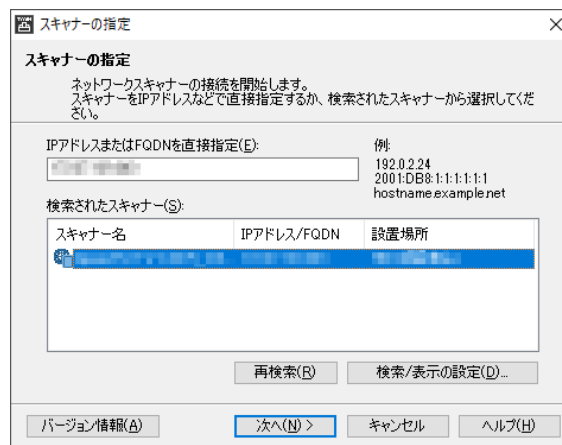 スキャナーの指定
スキャナーの指定
ネットワークスキャナーの接続を開始します。
スキャナーをIPアドレスなどで直接指定するか、検索されたスキャナーから選択してくだ
さい。
IPアドレスまたはFQDNを直接指定(E):
例:
192.0.2.24
2001:DB8:1:1:1:1:1:1
hostname.example.net
検索されたスキャナー(S):
スキャナー名 IPアドレス/FQDN 設置場所
再検索(R) 検索/表示の設定(D)...
バージョン情報(A) 次へ(N) > キャンセル ヘルプ(H)